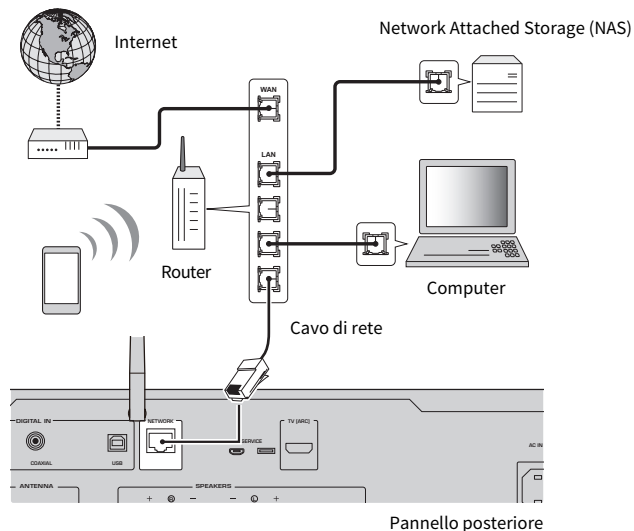 Internet
Network Attached Storage (NAS)
WAN
LAN
Router
Computer
Cavo di rete
DIGITAL IN
NETWORK
SERVICE
TV (ARC)
COAXIAL
USB
AC IN
ANTENNA
SPEAKERS
+ R - - L +
Pannello posteriore